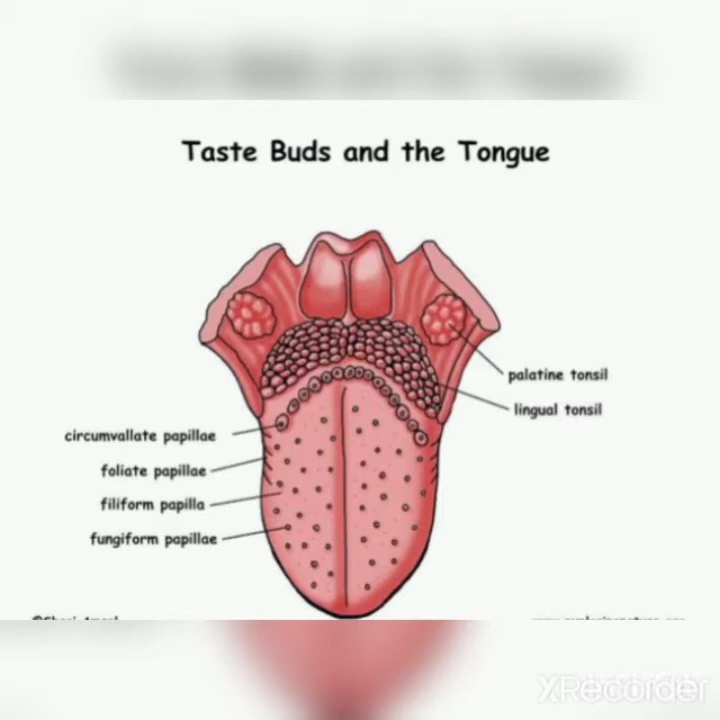 Taste Buds and the Tongue
palatine tonsil
lingual tonsil
circumvallate papillae
foliate papillae
filiform papilla
fungiform papillae
XRecorder